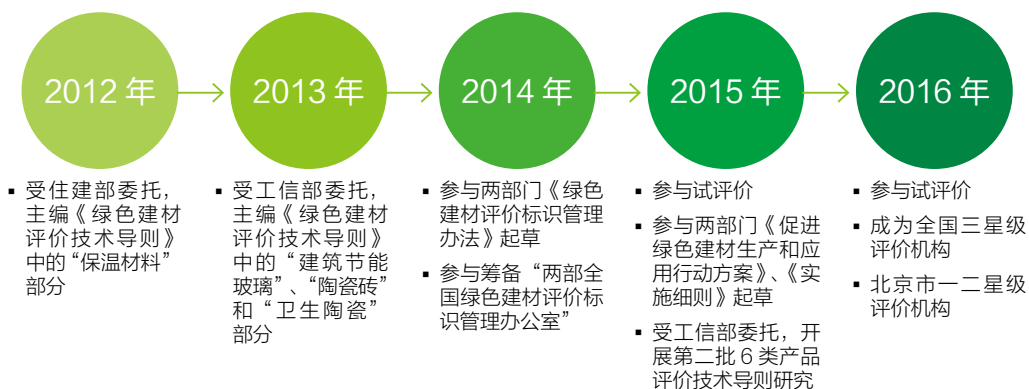 2012 年
2013 年
2014 年
2015 年
2016 年
▪ 受住建部委托，
主编《绿色建材
评价技术导则》
中的“保温材料”
部分
▪ 受工信部委托，
主编《绿色建材
评价技术导则》
中的“建筑节能
玻璃”、“陶瓷砖”
和“卫生陶瓷”
部分
▪ 参与两部门《绿色
建材评价标识管理
办法》起草
▪ 参与筹备“两部全
国绿色建材评价标
识管理办公室”
▪ 参与试评价
▪ 参与两部门《促进
绿色建材生产和应
用行动方案》、《实
施细则》起草
▪ 受工信部委托，开
展第二批 6 类产品
评价技术导则研究
▪ 参与试评价
▪ 成为全国三星级
评价机构
▪ 北京市一二星级
评价机构